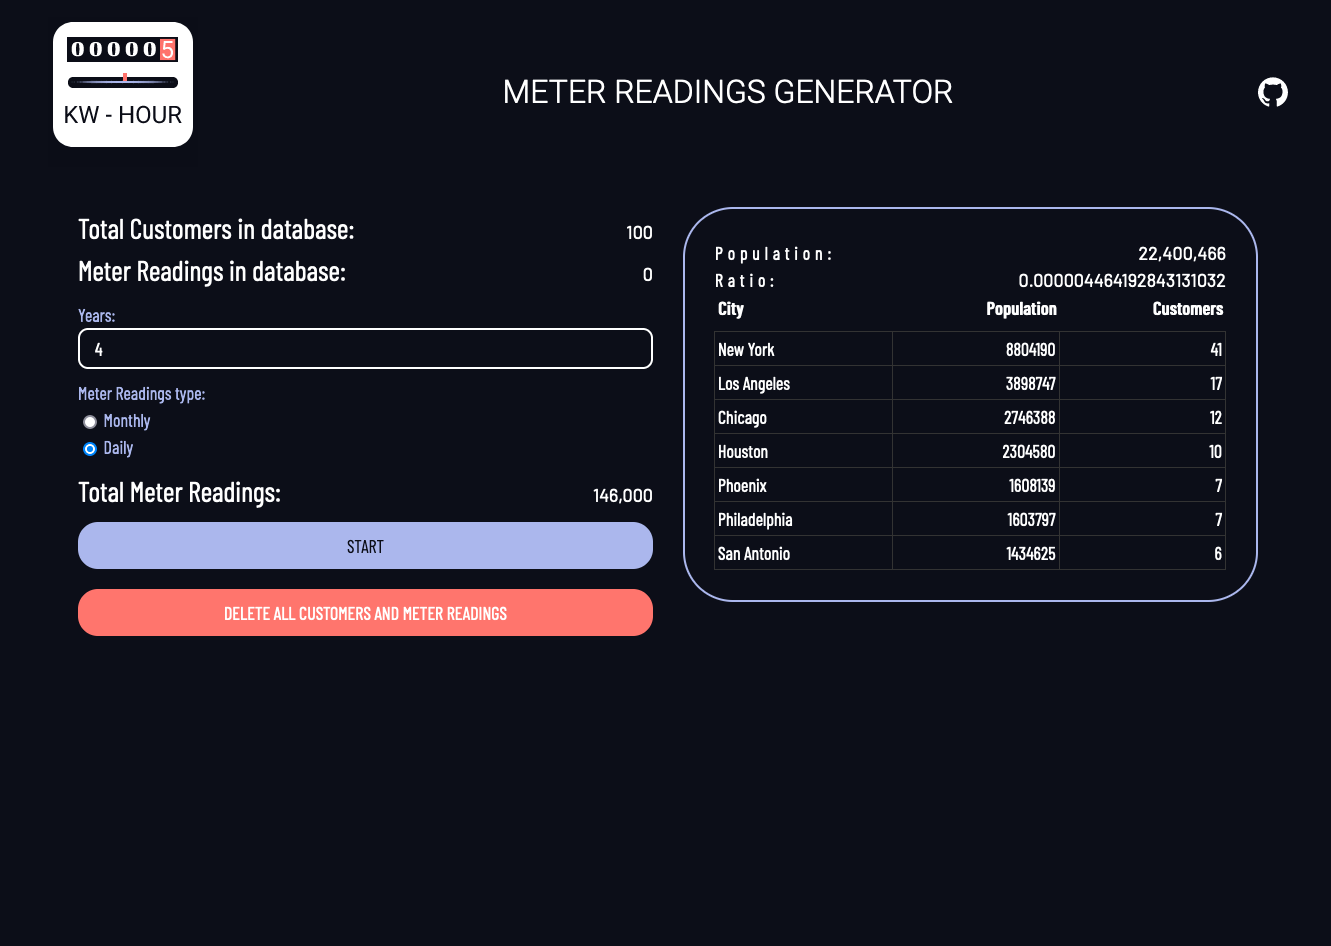 000005
KW - HOUR
METER READINGS GENERATOR
Total Customers in database: 100
Meter Readings in database: 0
Years:
4
Meter Readings type:
Monthly
Daily
Total Meter Readings: 146,000
START
DELETE ALL CUSTOMERS AND METER READINGS
Population: 22,400,466
Ratio: 0.000004464192843131032
City Population Customers
New York 8804190 41
Los Angeles 3898747 17
Chicago 2746388 12
Houston 2304580 10
Phoenix 1608139 7
Philadelphia 1603797 7
San Antonio 1434625 6